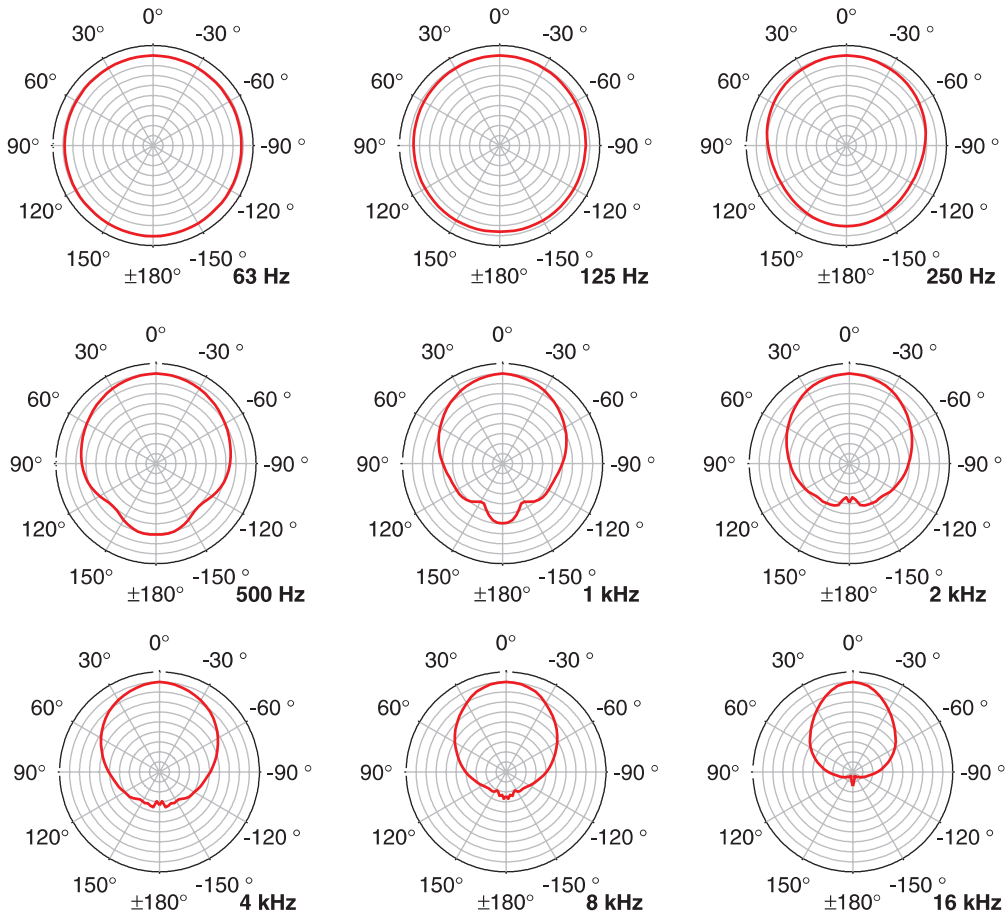 0° 0° 0°
30° -30 ° 30° -30 ° 30° -30 °
60° -60 ° 60° -60 ° 60° -60 °
90° -90 ° 90° -90 ° 90° -90 °
120° -120 ° 120° -120 ° 120° -120 °
150° -150 ° 150° -150 ° 150° -150 °
±180° 63 Hz ±180° 125 Hz ±180° 250 Hz
0° 0° 0°
30° -30 ° 30° -30 ° 30° -30 °
60° -60 ° 60° -60 ° 60° -60 °
90° -90 ° 90° -90 ° 90° -90 °
120° -120 ° 120° -120 ° 120° -120 °
150° -150 ° 150° -150 ° 150° -150 °
±180° 500 Hz ±180° 1 kHz ±180° 2 kHz
0° 0° 0°
30° -30 ° 30° -30 ° 30° -30 °
60° -60 ° 60° -60 ° 60° -60 °
90° -90 ° 90° -90 ° 90° -90 °
120° -120 ° 120° -120 ° 120° -120 °
150° -150 ° 150° -150 ° 150° -150 °
±180° 4 kHz ±180° 8 kHz ±180° 16 kHz